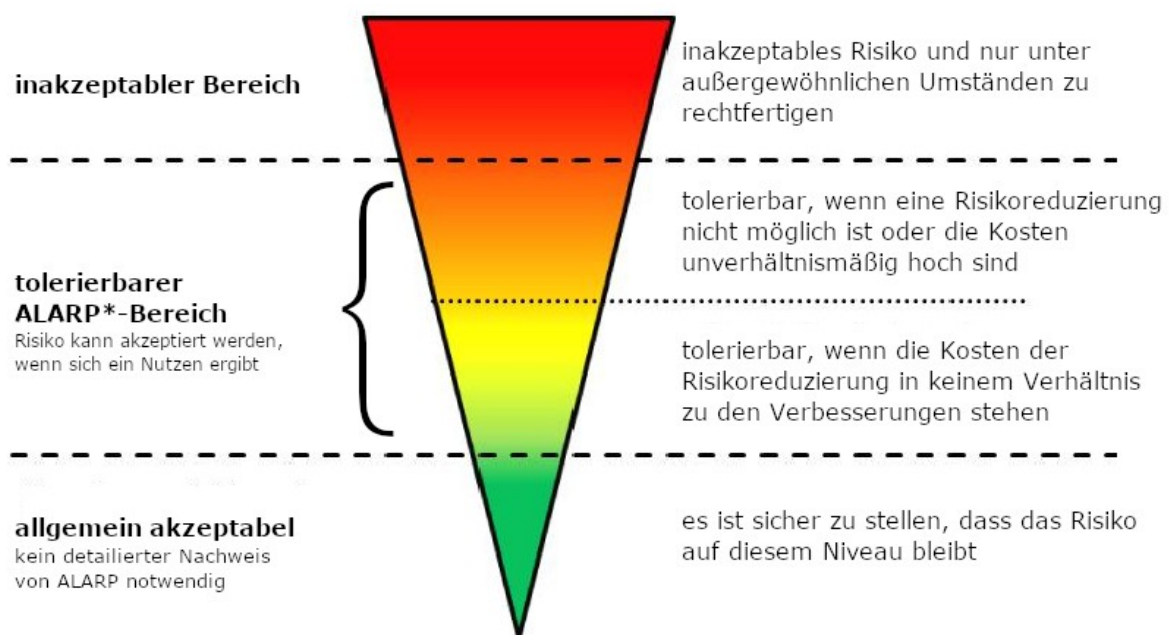 inakzeptabler Bereich
inakzeptables Risiko und nur unter
außergewöhnlichen Umständen zu
rechtfertigen
tolerierbarer
ALARP*-Bereich
Risiko kann akzeptiert werden,
wenn sich ein Nutzen ergibt
tolerierbar, wenn eine Risikoreduzierung
nicht möglich ist oder die Kosten
unverhältnismäßig hoch sind
tolerierbar, wenn die Kosten der
Risikoreduzierung in keinem Verhältnis
zu den Verbesserungen stehen
allgemein akzeptabel
kein detailierter Nachweis
von ALARP notwendig
es ist sicher zu stellen, dass das Risiko
auf diesem Niveau bleibt